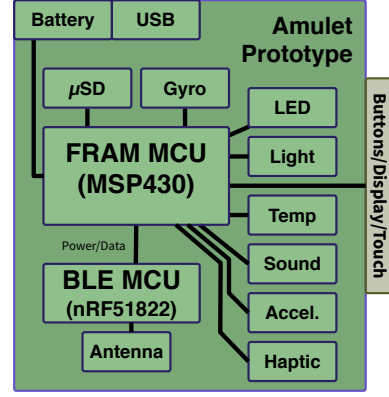 Battery
USB
Amulet
Prototype
μSD
Gyro
LED
FRAM MCU
(MSP430)
Light
Buttons/Display/Touch
Temp
Power/Data
Sound
BLE MCU
(nRF51822)
Accel.
Antenna
Haptic